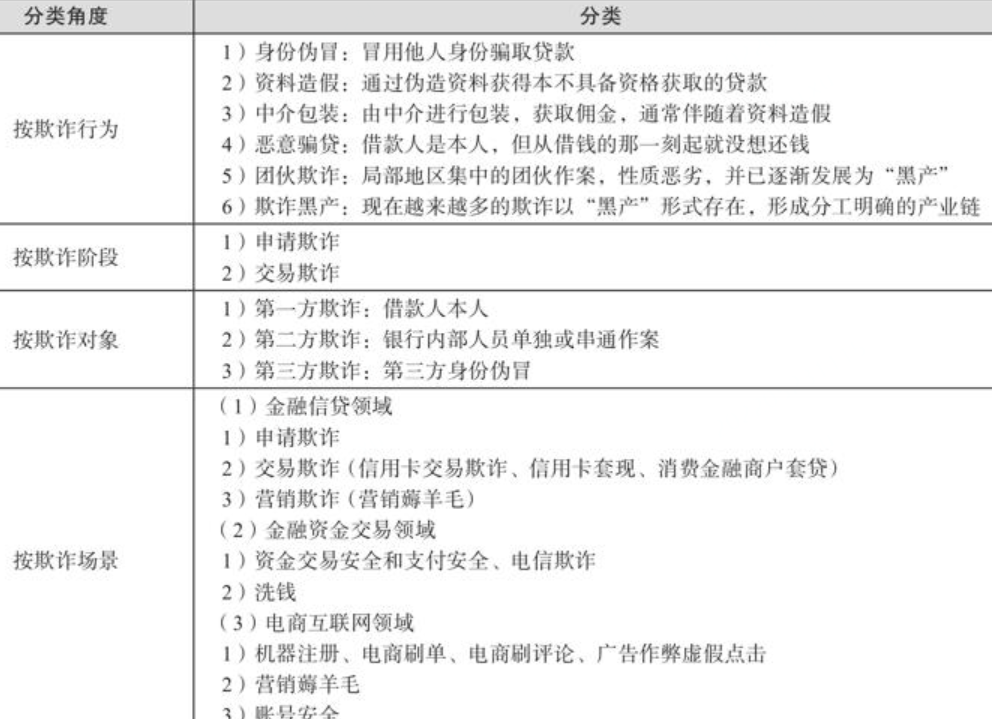 分类角度 分类
按欺诈行为
1）身份伪冒：冒用他人身份骗取贷款
2）资料造假：通过伪造资料获得本不具备资格获取的贷款
3）中介包装：由中介进行包装，获取佣金，通常伴随着资料造假
4）恶意骗贷：借款人是本人，但从借钱的那一刻起就没想还钱
5）团伙欺诈：局部地区集中的团伙作案，性质恶劣，并已逐渐发展为“黑产”
6）欺诈黑产：现在越来越多的欺诈以“黑产”形式存在，形成分工明确的产业链
按欺诈阶段
1）申请欺诈
2）交易欺诈
按欺诈对象
1）第一方欺诈：借款人本人
2）第二方欺诈：银行内部人员单独或串通作案
3）第三方欺诈：第三方身份伪冒
按欺诈场景
（1）金融信贷领域
1）申请欺诈
2）交易欺诈（信用卡交易欺诈、信用卡套现、消费金融商户套贷）
3）营销欺诈（营销薅羊毛）
（2）金融资金交易领域
1）资金交易安全和支付安全、电信欺诈
2）洗钱
（3）电商互联网领域
1）机器注册、电商刷单、电商刷评论、广告作弊虚假点击
2）营销薅羊毛
3）账号安全